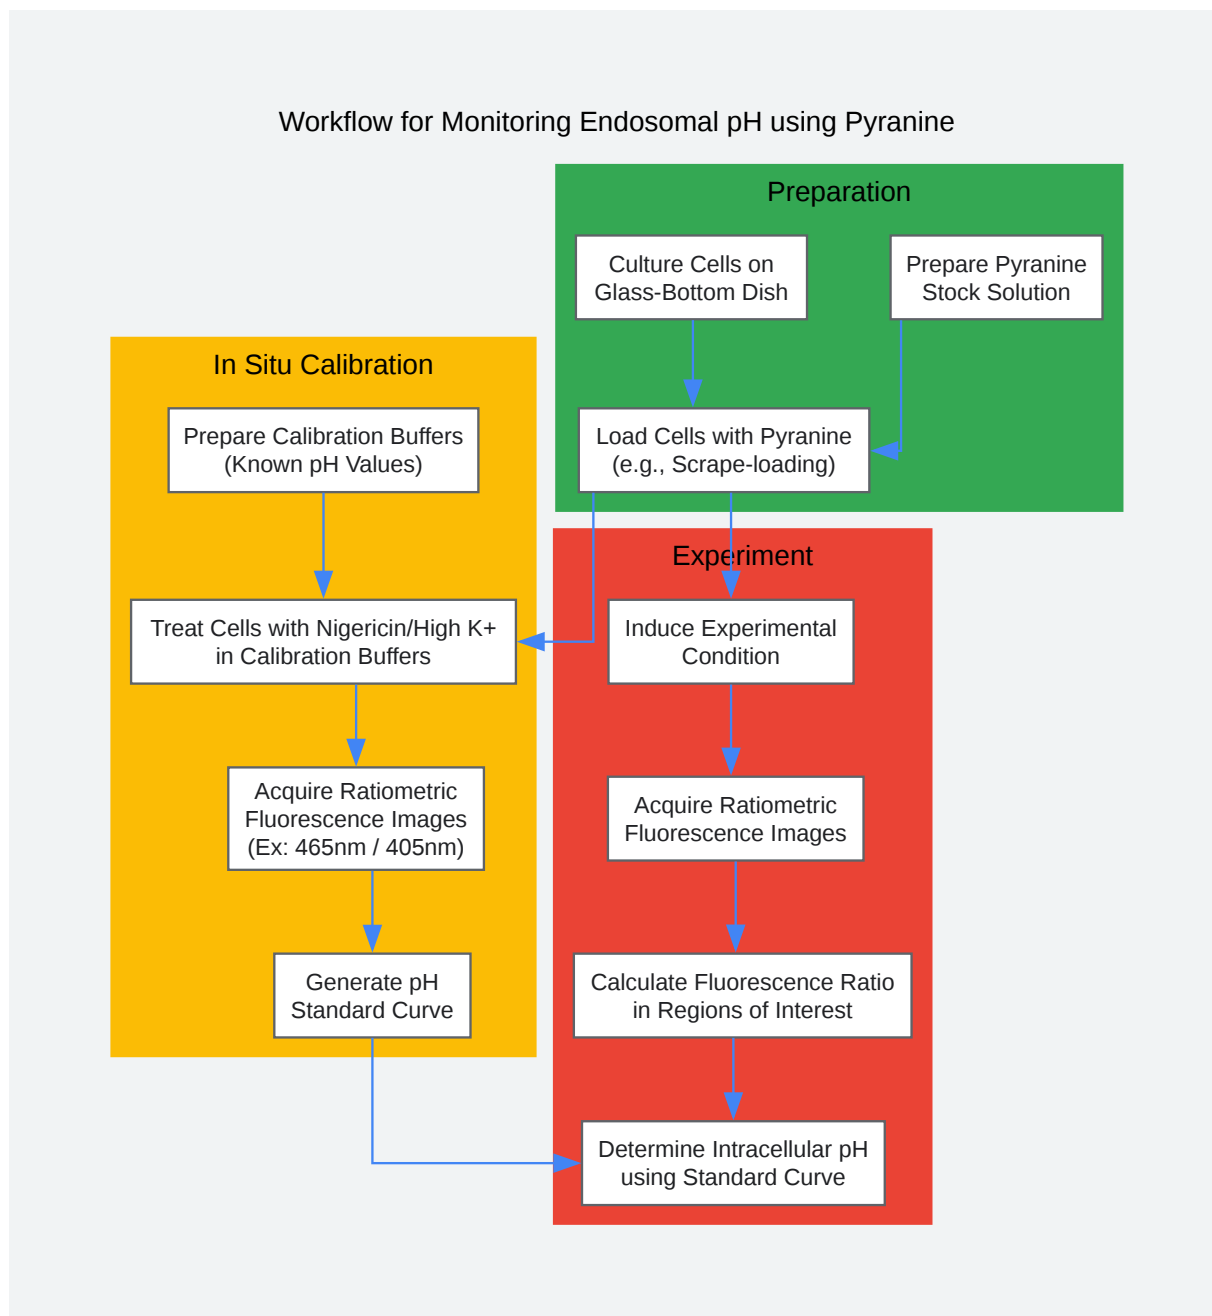 Workflow for Monitoring Endosomal pH using Pyranine
Preparation
Culture Cells on
Glass-Bottom Dish
Prepare Pyranine
Stock Solution
Load Cells with Pyranine
(e.g., Scrape-loading)
In Situ Calibration
Prepare Calibration Buffers
(Known pH Values)
Treat Cells with Nigericin/High K+
in Calibration Buffers
Acquire Ratiometric
Fluorescence Images
(Ex: 465nm / 405nm)
Generate pH
Standard Curve
Experiment
Induce Experimental
Condition
Acquire Ratiometric
Fluorescence Images
Calculate Fluorescence Ratio
in Regions of Interest
Determine Intracellular pH
using Standard Curve